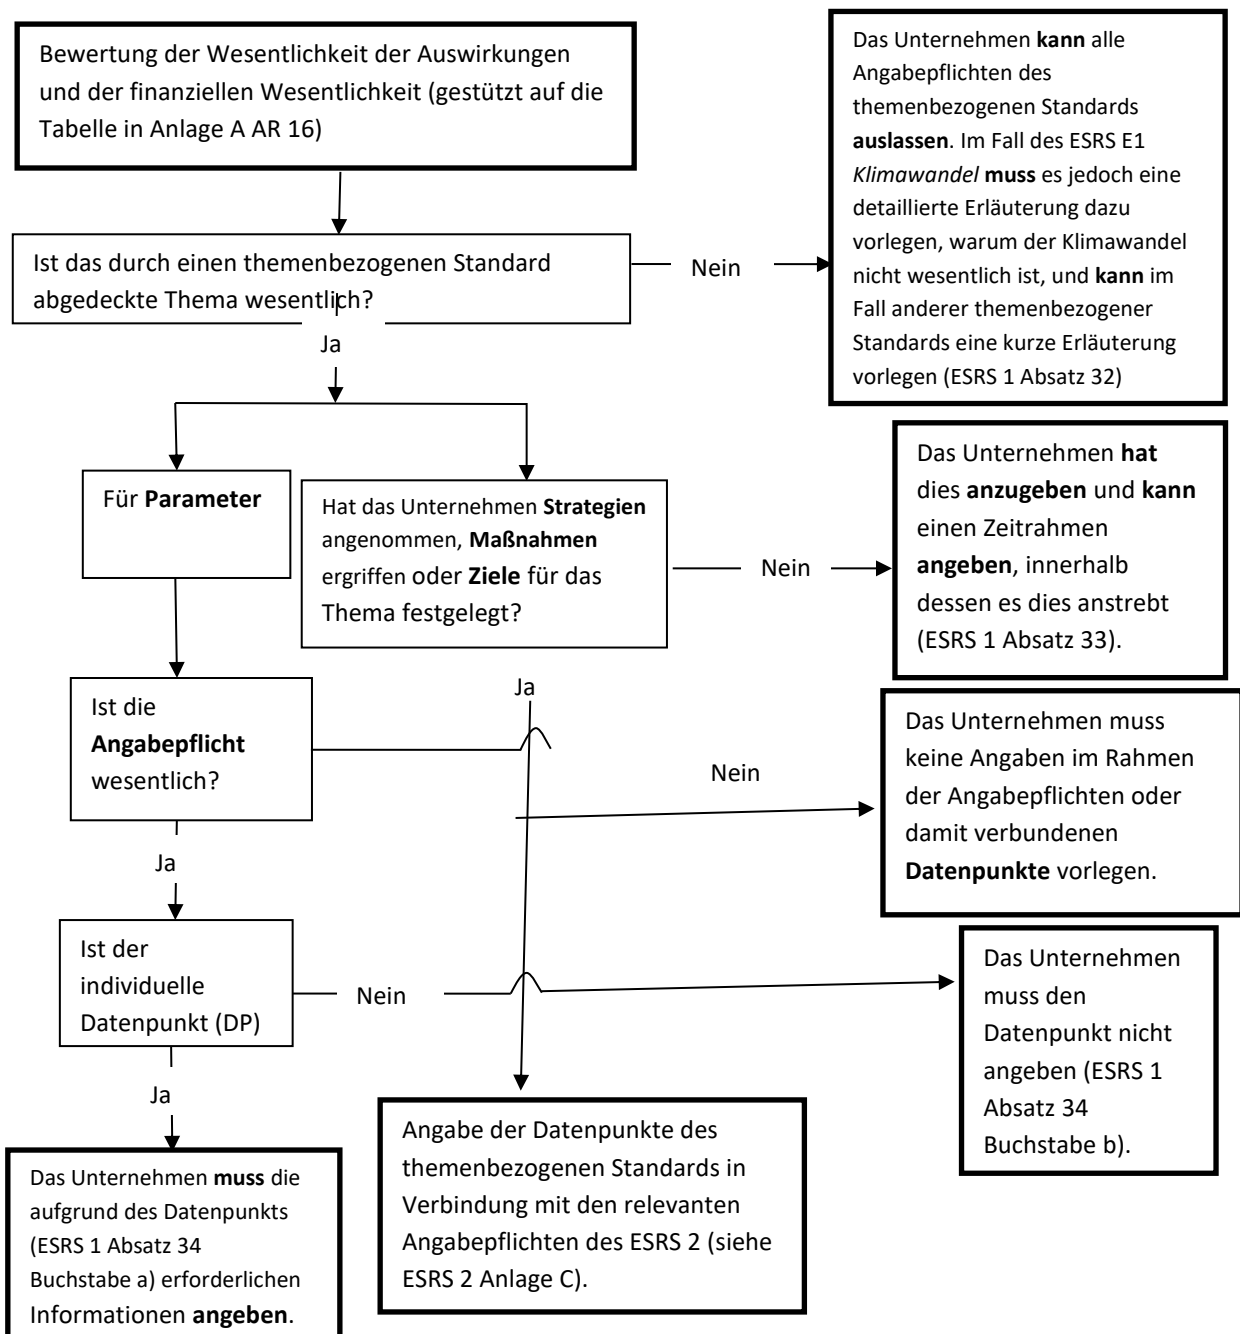 Bewertung der Wesentlichkeit der Auswirkungen
und der finanziellen Wesentlichkeit (gestützt auf die
Tabelle in Anlage A AR 16)
Das Unternehmen kann alle
Angabepflichten des
themenbezogenen Standards
auslassen. Im Fall des ESRS E1
Klimawandel muss es jedoch eine
detaillierte Erläuterung dazu
vorlegen, warum der Klimawandel
nicht wesentlich ist, und kann im
Fall anderer themenbezogener
Standards eine kurze Erläuterung
vorlegen (ESRS 1 Absatz 32)
Ist das durch einen themenbezogenen Standard
abgedeckte Thema wesentlich?
Nein
Ja
Für Parameter
Hat das Unternehmen Strategien
angenommen, Maßnahmen
ergriffen oder Ziele für das
Thema festgelegt?
Nein
Das Unternehmen hat
dies anzugeben und kann
einen Zeitrahmen
angeben, innerhalb
dessen es dies anstrebt
(ESRS 1 Absatz 33).
Ja
Ist die
Angabepflicht
wesentlich?
Nein
Das Unternehmen muss
keine Angaben im Rahmen
der Angabepflichten oder
damit verbundenen
Datenpunkte vorlegen.
Ja
Ist der
individuelle
Datenpunkt (DP)
Nein
Das Unternehmen
muss den
Datenpunkt nicht
angeben (ESRS 1
Absatz 34
Buchstabe b).
Ja
Das Unternehmen muss die
aufgrund des Datenpunkts
(ESRS 1 Absatz 34
Buchstabe a) erforderlichen
Informationen angeben.
Angabe der Datenpunkte des
themenbezogenen Standards in
Verbindung mit den relevanten
Angabepflichten des ESRS 2 (siehe
ESRS 2 Anlage C).